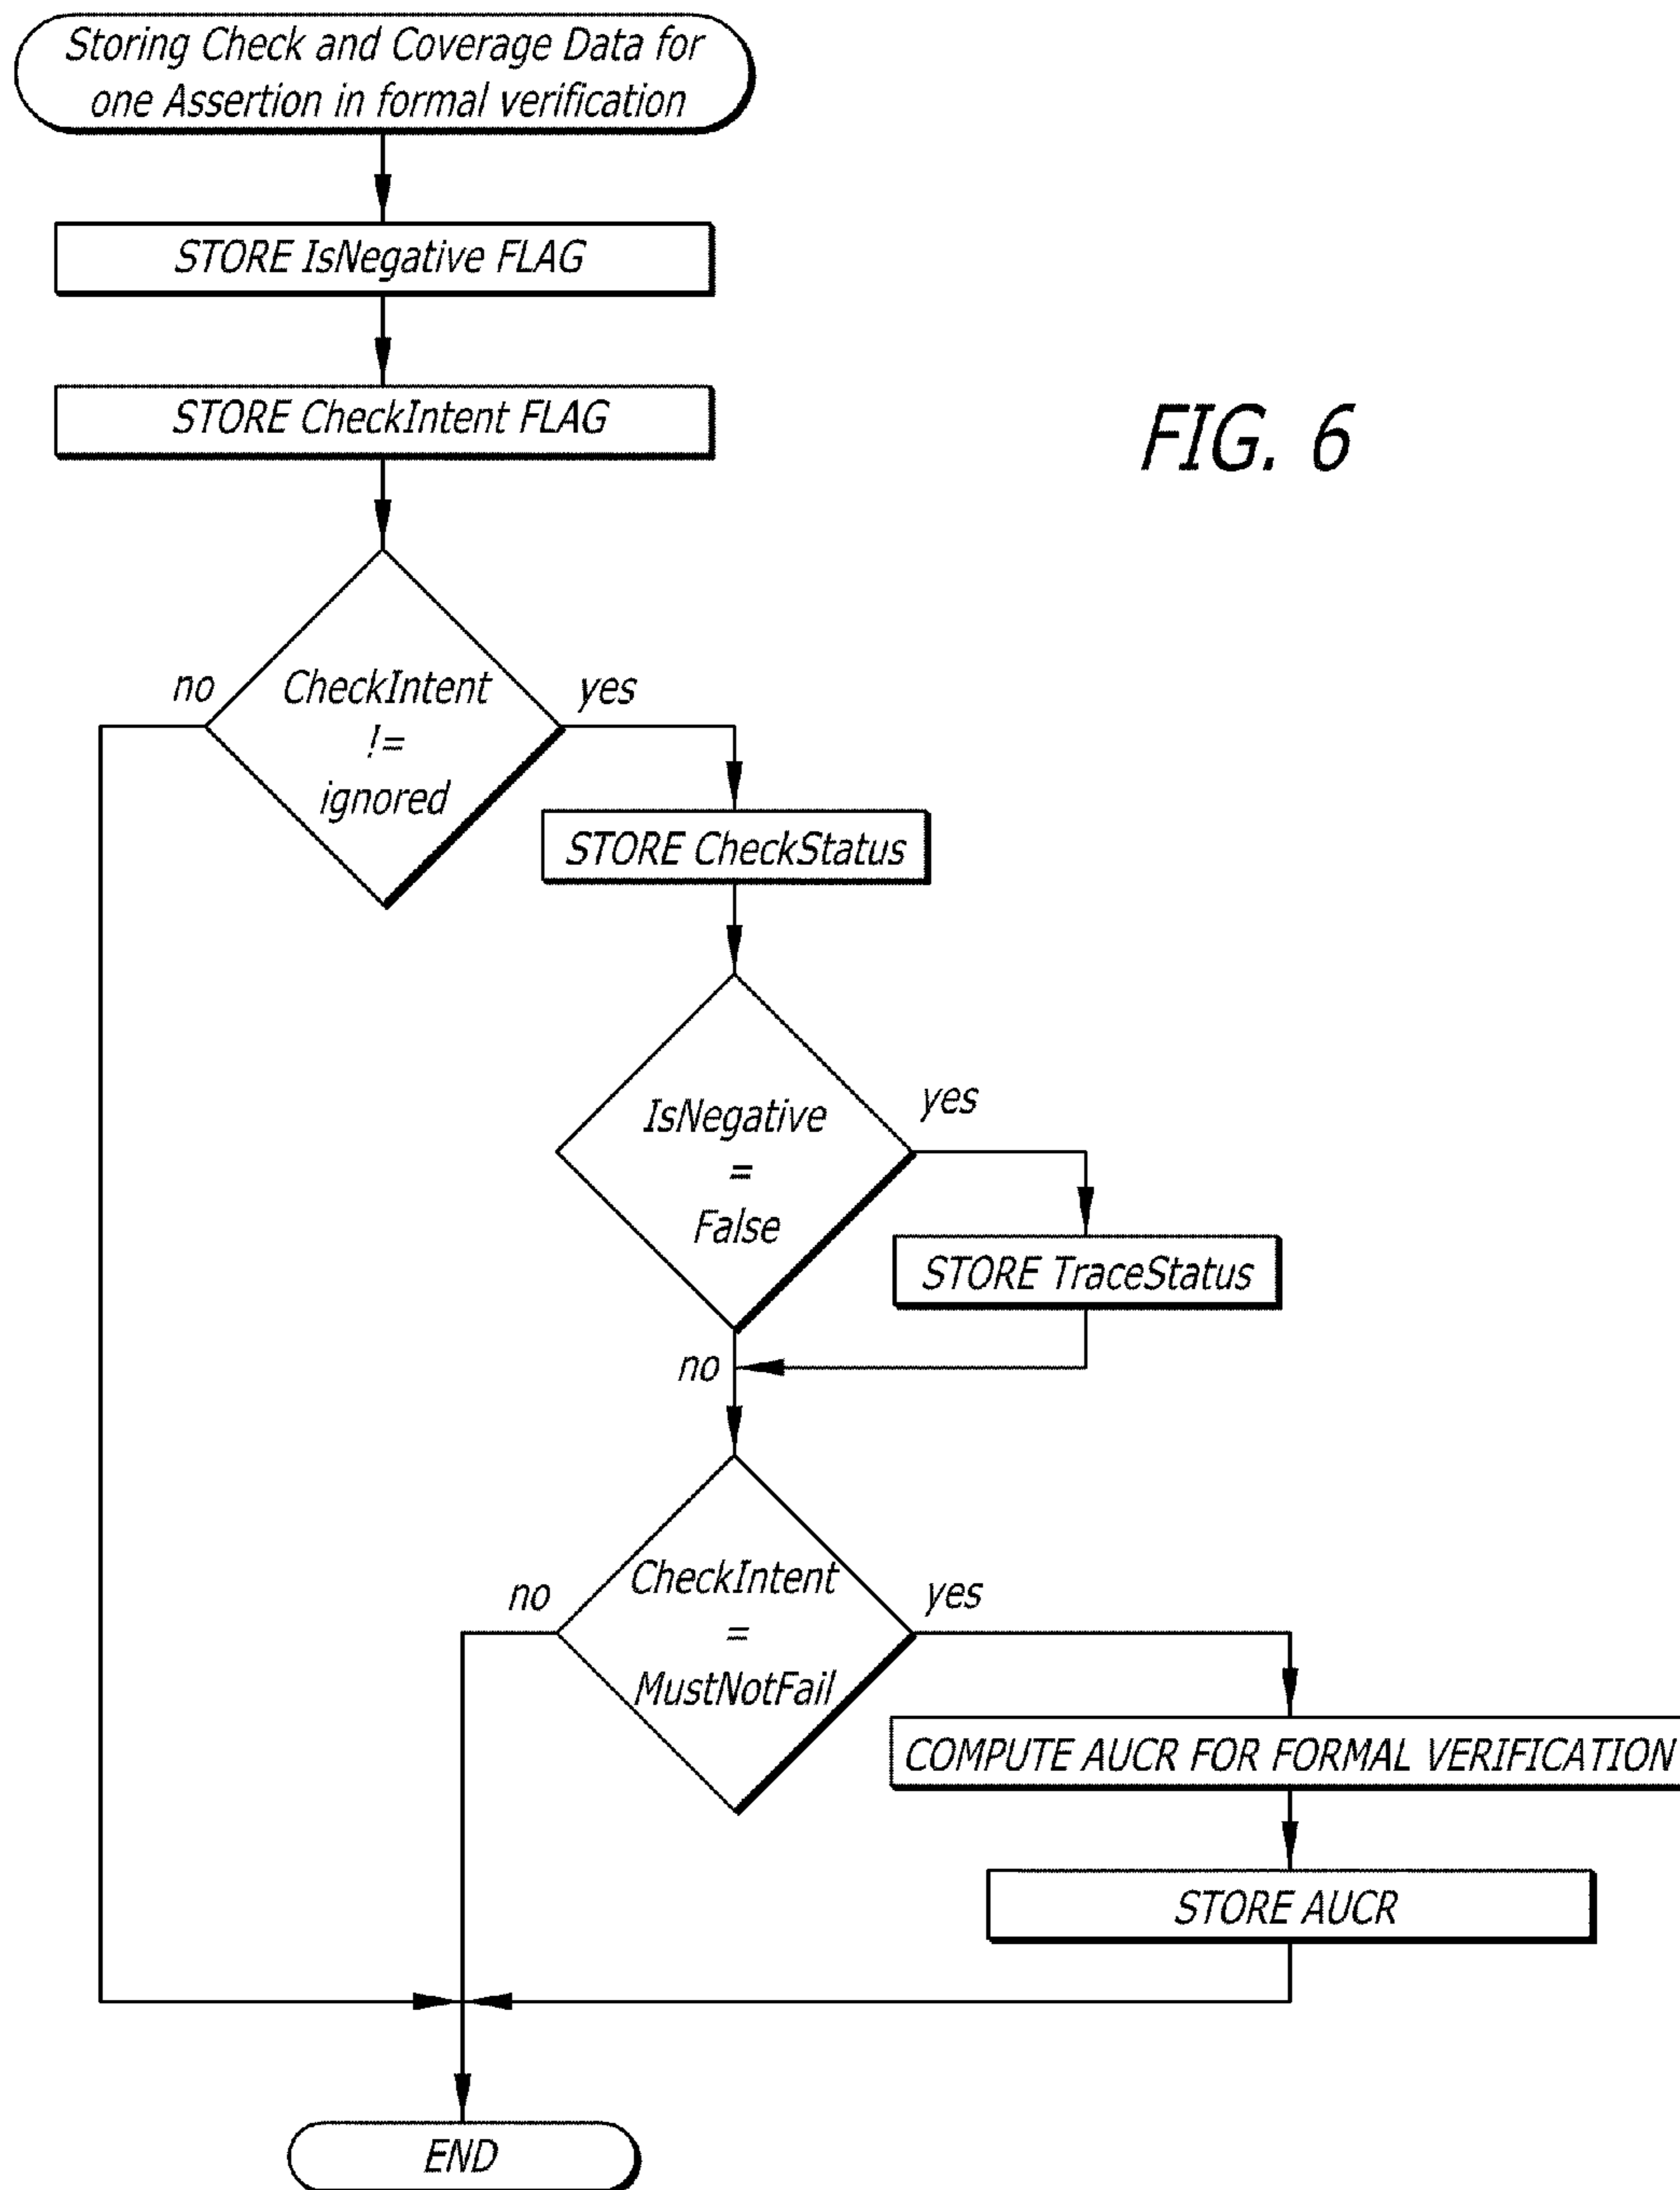 Storing Check and Coverage Data for
one Assertion in formal verification
STORE IsNegative FLAG
STORE CheckIntent FLAG
FIG. 6
no
CheckIntent
!=
ignored
yes
STORE CheckStatus
IsNegative
=
False
yes
STORE TraceStatus
no
no
CheckIntent
=
MustNotFail
yes
COMPUTE AUCR FOR FORMAL VERIFICATION
STORE AUCR
END